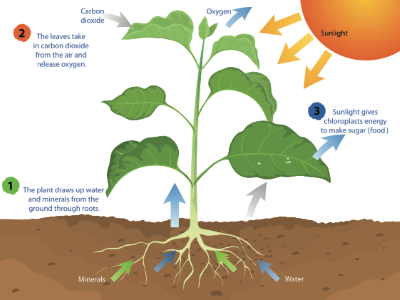 Carbon
dioxide
Oxygen
Sunlight
2
The leaves take
in carbon dioxide
from the air and
release oxygen.
3
Sunlight gives
chloroplasts energy
to make sugar (food).
1
The plant draws up water
and minerals from the
ground through roots.
Minerals
Water